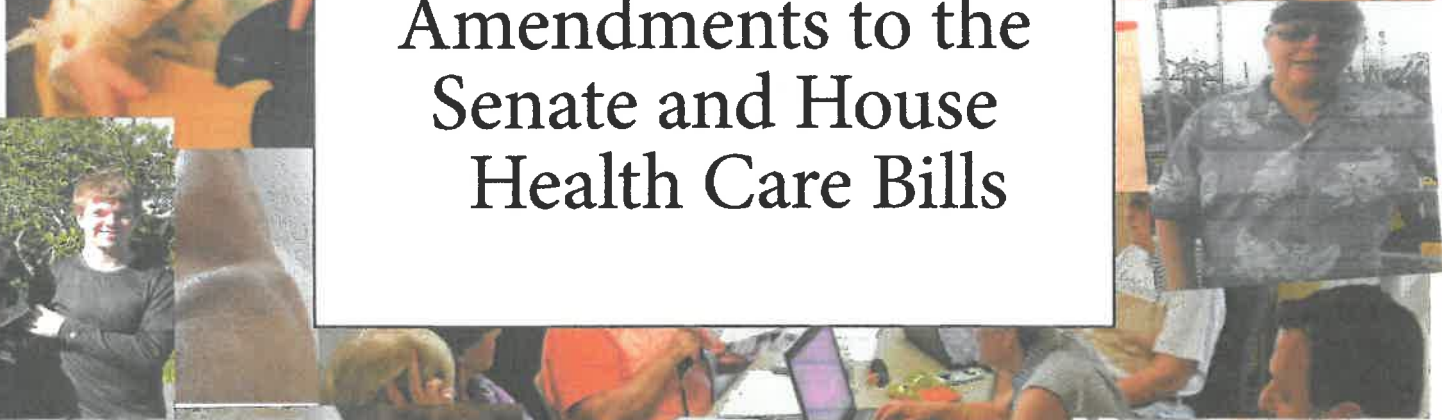 Amendments to the
Senate and House
Health Care Bills